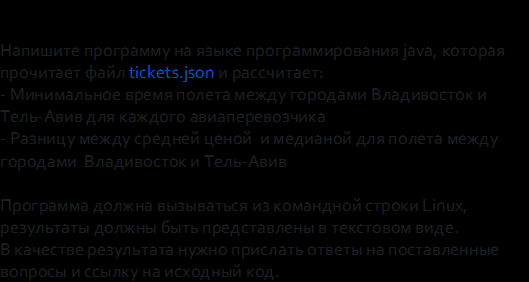 Напишите программу на языке программирования java, которая
прочитает файл tickets.json и рассчитает:
- Минимальное время полета между городами Владивосток и
Тель-Авив для каждого авиаперевозчика
- Разницу между средней ценой  и медианой для полета между
городами  Владивосток и Тель-Авив
Программа должна вызываться из командной строки Linux,
результаты должны быть представлены в текстовом виде.
В качестве результата нужно прислать ответы на поставленные
вопросы и ссылку на исходный код.